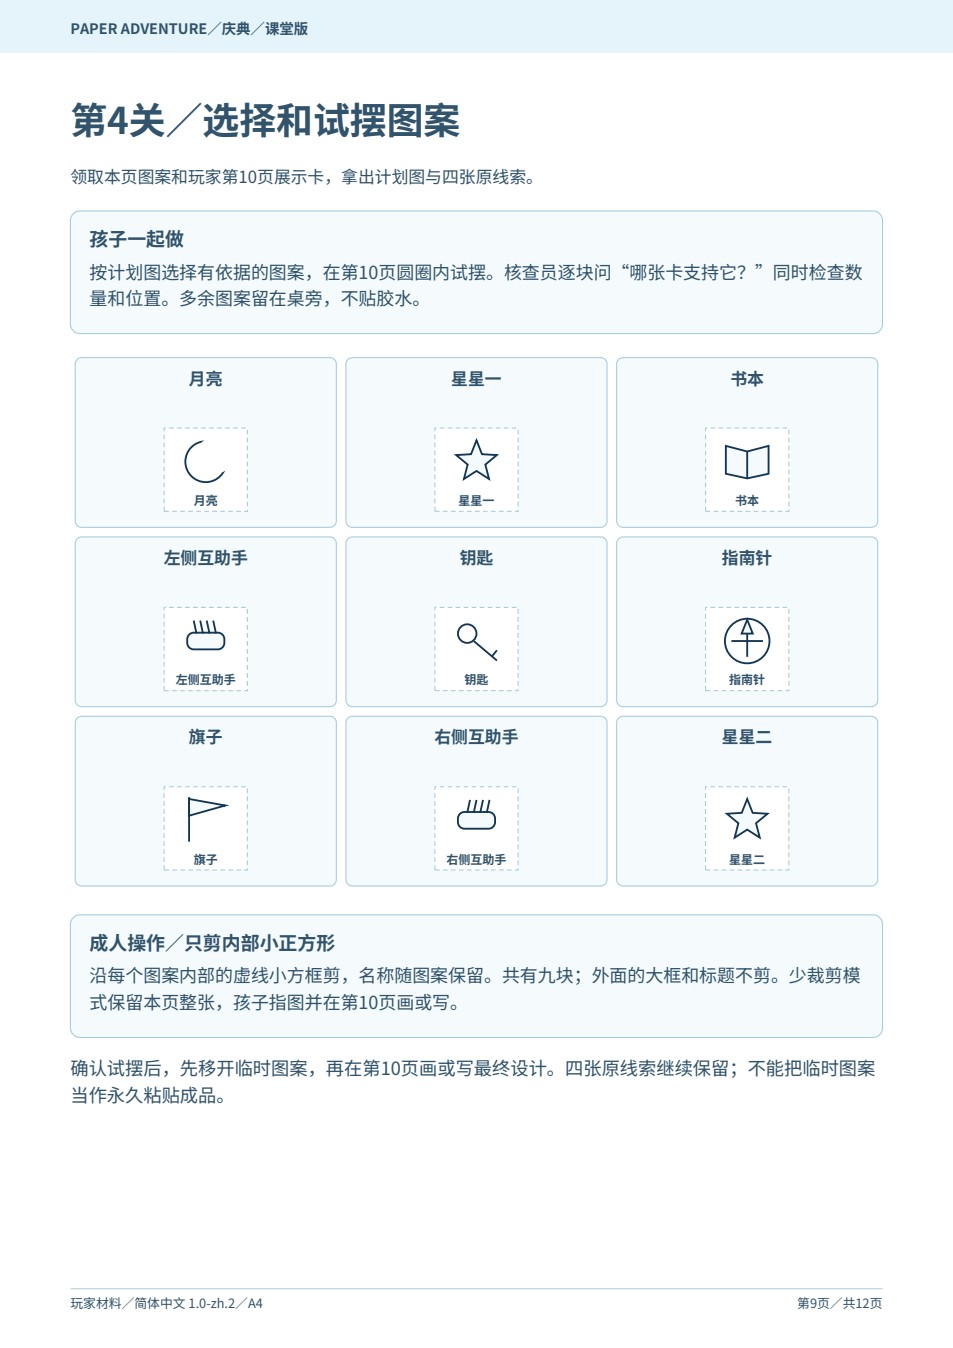 PAPER ADVENTURE／庆典／课堂版
第4关／选择和试摆图案
领取本页图案和玩家第10页展示卡，拿出计划图与四张原线索。
孩子一起做
按计划图选择有依据的图案，在第10页圆圈内试摆。核查员逐块问“哪张卡支持它？”同时检查数
量和位置。多余图案留在桌旁，不贴胶水。
月亮
月亮
星星一
星星一
书本
书本
左侧互助手
左侧互助手
钥匙
钥匙
指南针
指南针
旗子
旗子
右侧互助手
右侧互助手
星星二
星星二
成人操作／只剪内部小正方形
沿每个图案内部的虚线小方框剪，名称随图案保留。共有九块；外面的大框和标题不剪。少裁剪模
式保留本页整张，孩子指图并在第10页画或写。
确认试摆后，先移开临时图案，再在第10页画或写最终设计。四张原线索继续保留；不能把临时图案
当作永久粘贴成品。
玩家材料／简体中文 1.0-zh.2／A4
第9页／共12页